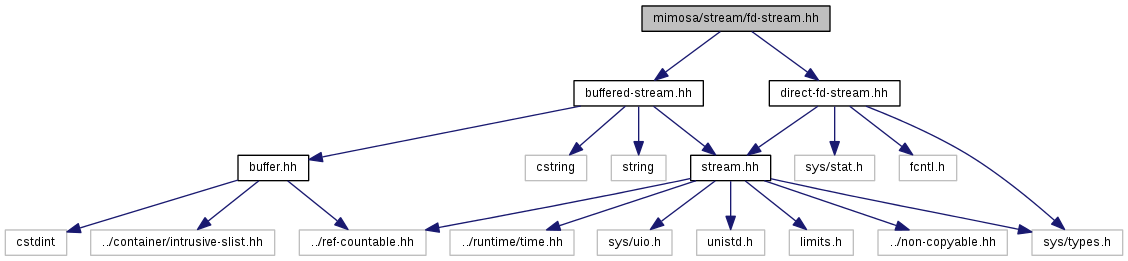 mimosa/stream/fd-stream.hh
buffered-stream.hh
direct-fd-stream.hh
buffer.hh
cstring
string
stream.hh
sys/stat.h
fcntl.h
cstdint
../container/intrusive-slist.hh
../ref-countable.hh
../runtime/time.hh
sys/uio.h
unistd.h
limits.h
../non-copyable.hh
sys/types.h